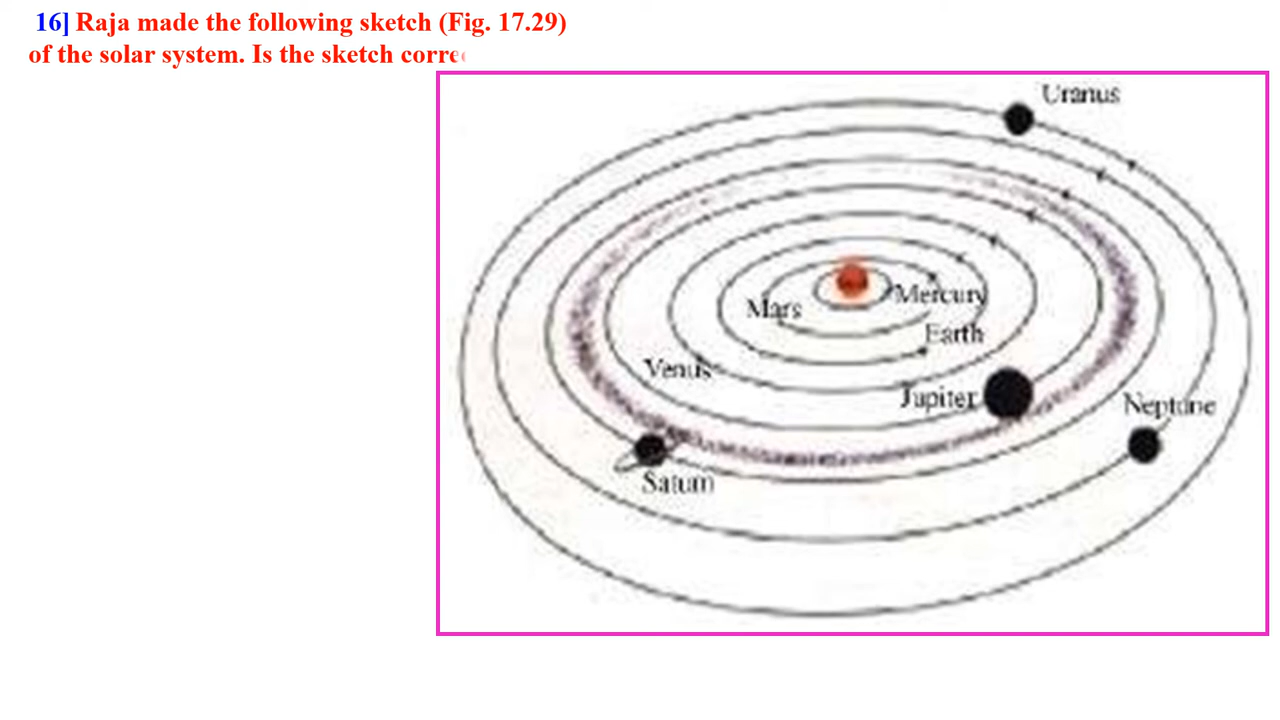 16] Raja made the following sketch (Fig. 17.29)
of the solar system. Is the sketch corre
Uranus
Mercury
Mars
Earth
Venus
Jupiter
Neptune
Saturn